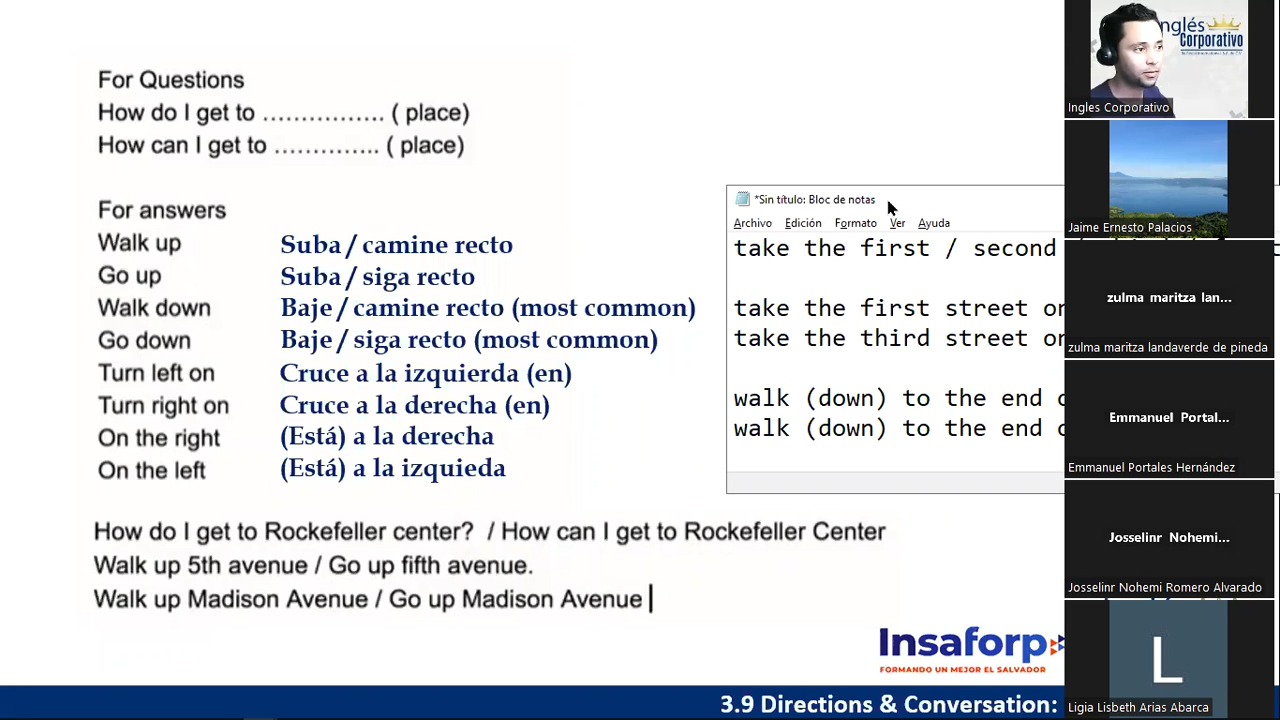 For Questions
How do I get to ……………. ( place)
How can I get to ………….. ( place)
For answers
Walk up Suba / camine recto
Go up Suba / siga recto
Walk down Baje / camine recto (most common)
Go down Baje / siga recto (most common)
Turn left on Cruce a la izquierda (en)
Turn right on Cruce a la derecha (en)
On the right (Está) a la derecha
On the left (Está) a la izquieda
How do I get to Rockefeller center? / How can I get to Rockefeller Center
Walk up 5th avenue / Go up fifth avenue.
Walk up Madison Avenue / Go up Madison Avenue
*Sin título: Bloc de notas
Archivo Edición Formato Ver Ayuda
take the first / second
take the first street on
take the third street on
walk (down) to the end
walk (down) to the end
Insaforp
FORMANDO UN MEJOR EL SALVADOR
3.9 Directions & Conversation:
Inglés
Corporativo
Ingles Corporativo
Jaime Ernesto Palacios
zulma maritza lan...
zulma maritza landaverde de pineda
Emmanuel Portal...
Emmanuel Portales Hernández
Josselinr Nohemi...
Josselinr Nohemi Romero Alvarado
L
Ligia Lisbeth Arias Abarca